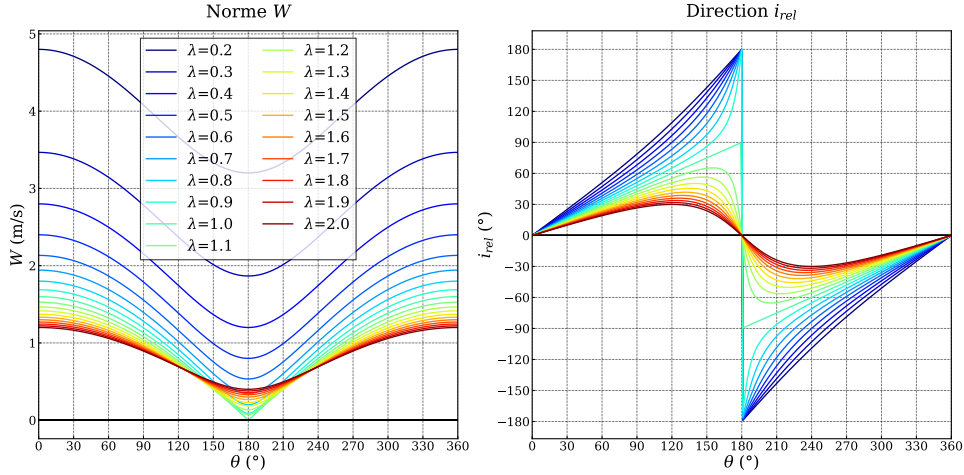 Norme W
W (m/s)
5
4
3
2
1
0
λ=0.2
λ=0.3
λ=0.4
λ=0.5
λ=0.6
λ=0.7
λ=0.8
λ=0.9
λ=1.0
λ=1.1
λ=1.2
λ=1.3
λ=1.4
λ=1.5
λ=1.6
λ=1.7
λ=1.8
λ=1.9
λ=2.0
0 30 60 90 120 150 180 210 240 270 300 330 360
θ (°)
Direction i_rel
i_rel (°)
180
150
120
90
60
30
0
−30
−60
−90
−120
−150
−180
0 30 60 90 120 150 180 210 240 270 300 330 360
θ (°)